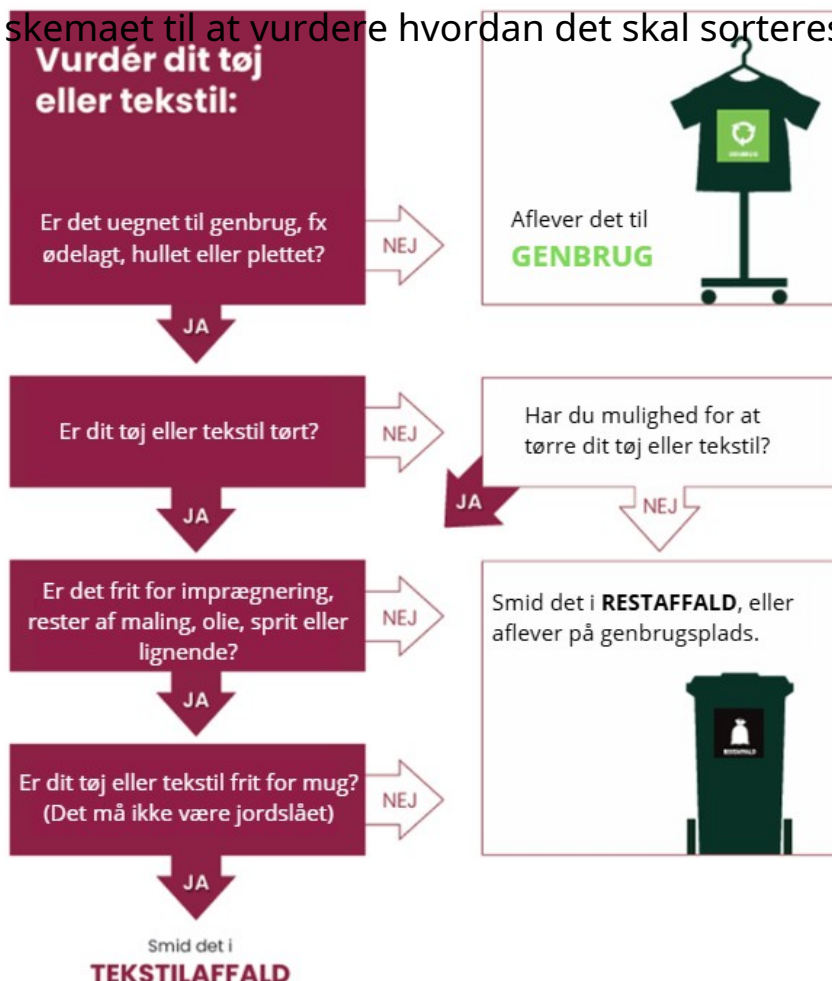 skemaet til at vurdere hvordan det skal sorteres
Vurdér dit tøj
eller tekstil:
Er det uegnet til genbrug, fx
ødelagt, hullet eller plettet?
NEJ
Aflever det til
GENBRUG
GENBRUG
JA
Er dit tøj eller tekstil tørt?
NEJ
Har du mulighed for at
tørre dit tøj eller tekstil?
JA
NEJ
JA
Er det frit for imprægnering,
rester af maling, olie, sprit eller
lignende?
NEJ
Smid det i RESTAFFALD, eller
aflever på genbrugsplads.
RESTAFFALD
JA
Er dit tøj eller tekstil frit for mug?
(Det må ikke være jordslået)
NEJ
JA
Smid det i
TEKSTILAFFALD